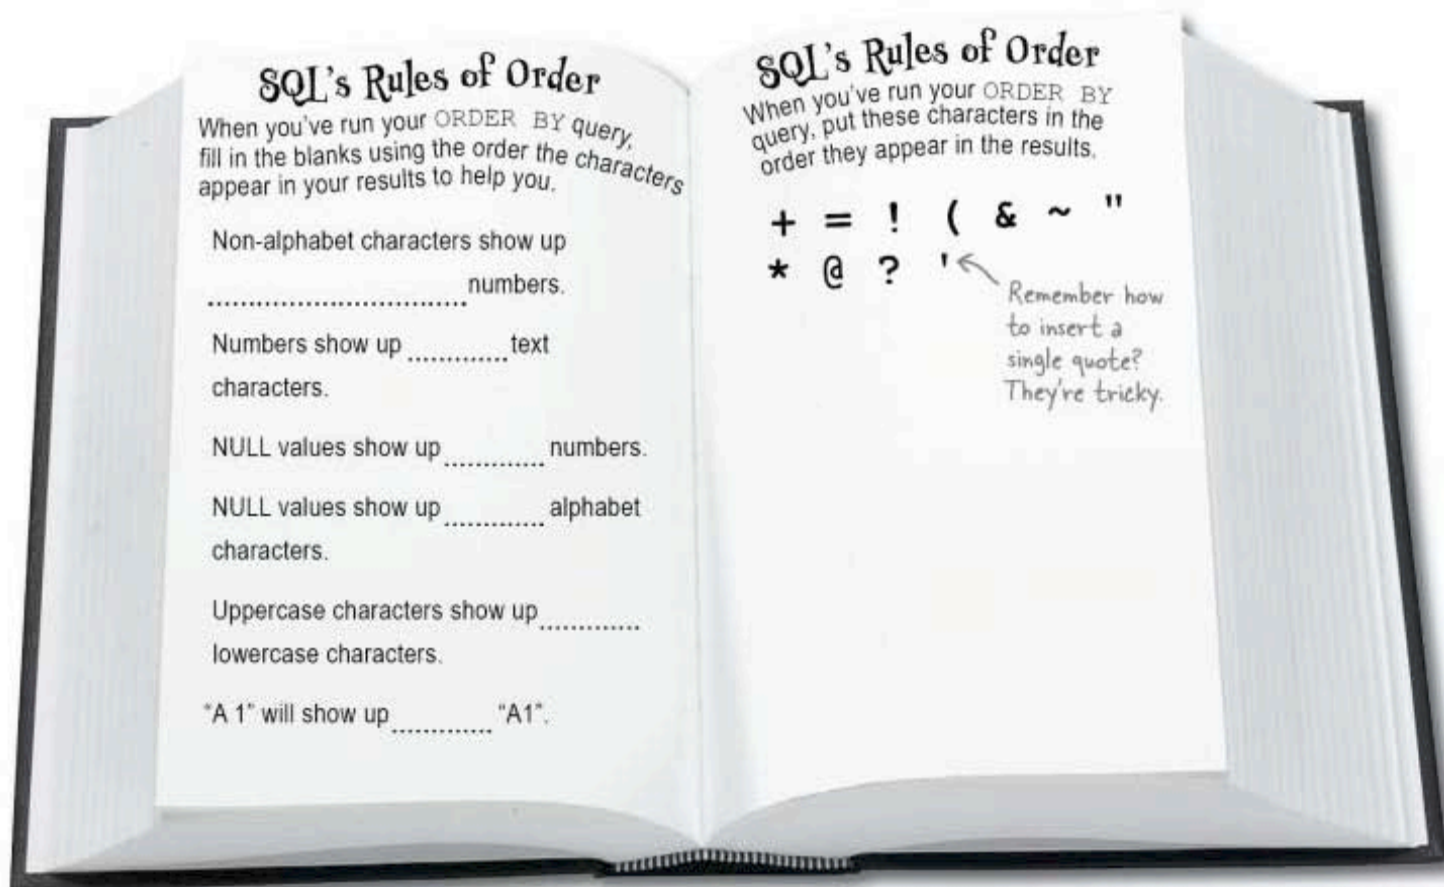 SQL's Rules of Order
When you've run your ORDER BY query,
fill in the blanks using the order the characters
appear in your results to help you.
Non-alphabet characters show up
............................... numbers.
Numbers show up ............. text
characters.
NULL values show up ............. numbers.
NULL values show up ............. alphabet
characters.
Uppercase characters show up .............
lowercase characters.
“A 1” will show up ............. “A1”.
SQL's Rules of Order
When you've run your ORDER BY
query, put these characters in the
order they appear in the results.
+ = ! ( & ~ "
* @ ? '
Remember how
to insert a
single quote?
They're tricky.